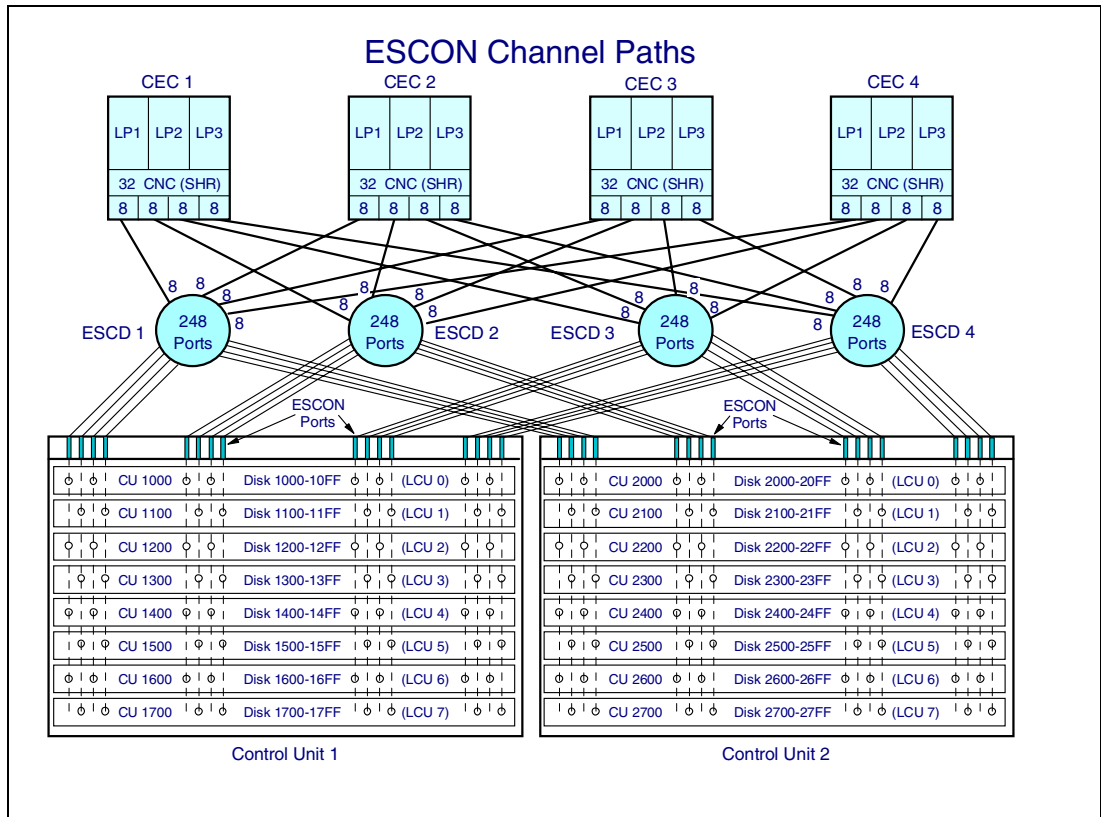 ESCON Channel Paths
CEC 1 CEC 2 CEC 3 CEC 4
LP1 LP2 LP3 LP1 LP2 LP3 LP1 LP2 LP3 LP1 LP2 LP3
32 CNC (SHR) 32 CNC (SHR) 32 CNC (SHR) 32 CNC (SHR)
8 8 8 8 8 8 8 8 8 8 8 8 8 8 8 8
8 8 8 8 8 8 8 8 8 8 8 8 8 8 8 8
ESCD 1 248 Ports
248 Ports ESCD 2
ESCD 3 248 Ports
248 Ports ESCD 4
ESCON Ports
ESCON Ports
CU 1000 Disk 1000-10FF (LCU 0) CU 2000 Disk 2000-20FF (LCU 0)
CU 1100 Disk 1100-11FF (LCU 1) CU 2100 Disk 2100-21FF (LCU 1)
CU 1200 Disk 1200-12FF (LCU 2) CU 2200 Disk 2200-22FF (LCU 2)
CU 1300 Disk 1300-13FF (LCU 3) CU 2300 Disk 2300-23FF (LCU 3)
CU 1400 Disk 1400-14FF (LCU 4) CU 2400 Disk 2400-24FF (LCU 4)
CU 1500 Disk 1500-15FF (LCU 5) CU 2500 Disk 2500-25FF (LCU 5)
CU 1600 Disk 1600-16FF (LCU 6) CU 2600 Disk 2600-26FF (LCU 6)
CU 1700 Disk 1700-17FF (LCU 7) CU 2700 Disk 2700-27FF (LCU 7)
Control Unit 1 Control Unit 2